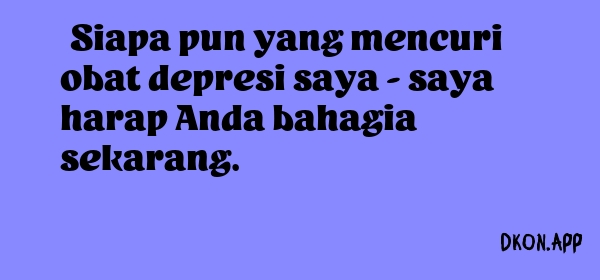 Siapa pun yang mencuri
obat depresi saya - saya
harap Anda bahagia
sekarang.
DKON.APP